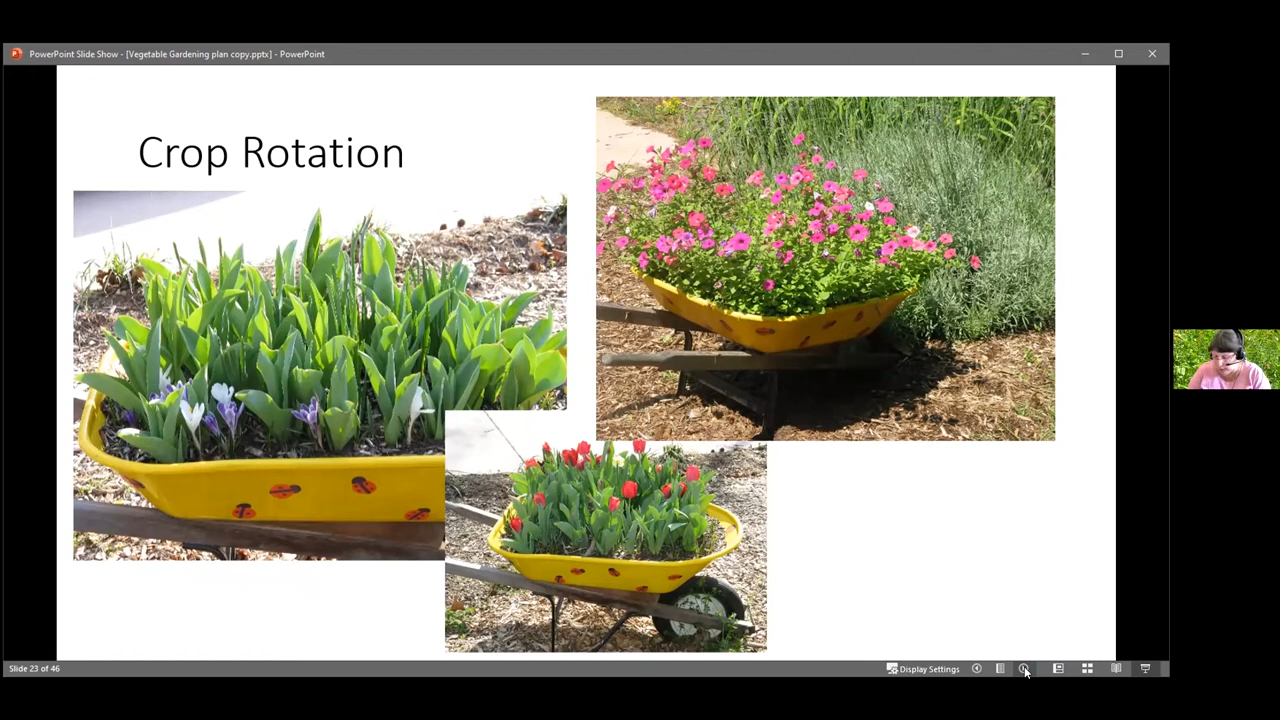 PowerPoint Slide Show - [Vegetable Gardening plan copy.pptx] - PowerPoint
Crop Rotation
Slide 23 of 46
Display Settings